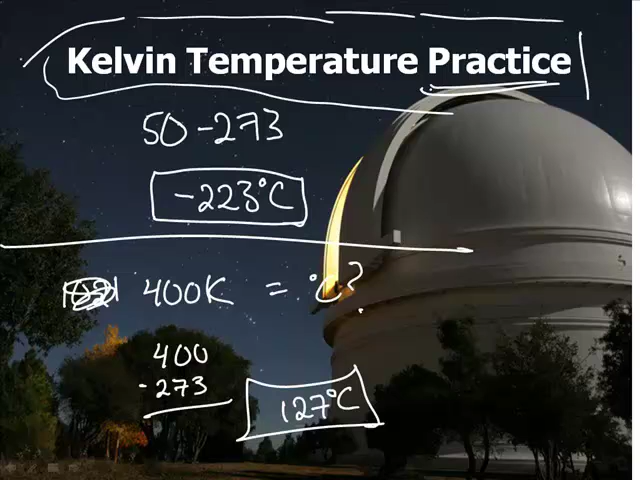 Kelvin Temperature Practice
50 - 273
-223°C
400K = °C?
400
- 273
127°C